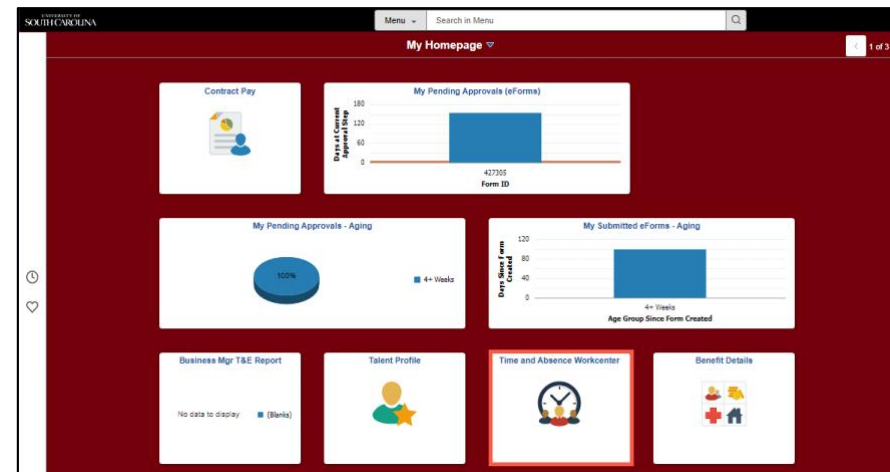 UNIVERSITY OF
SOUTH CAROLINA
Menu
Search in Menu
My Homepage
1 of 3
Contract Pay
My Pending Approvals (eForms)
Days at Current
Approval Step
180
120
60
0
427305
Form ID
My Pending Approvals - Aging
100%
4+ Weeks
My Submitted eForms - Aging
Days Since Form
Created
120
80
40
0
4+ Weeks
Age Group Since Form Created
Business Mgr T&E Report
No data to display
(Blanks)
Talent Profile
Time and Absence Workcenter
Benefit Details